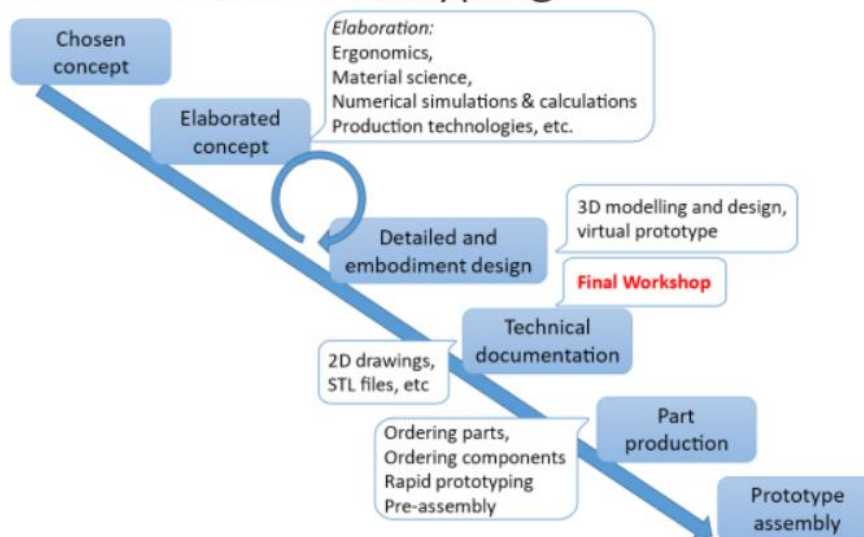 Chosen
concept
Elaboration:
Ergonomics,
Material science,
Numerical simulations & calculations
Production technologies, etc.
Elaborated
concept
3D modelling and design,
virtual prototype
Detailed and
embodiment design
Final Workshop
Technical
documentation
2D drawings,
STL files, etc
Part
production
Ordering parts,
Ordering components
Rapid prototyping
Pre-assembly
Prototype
assembly